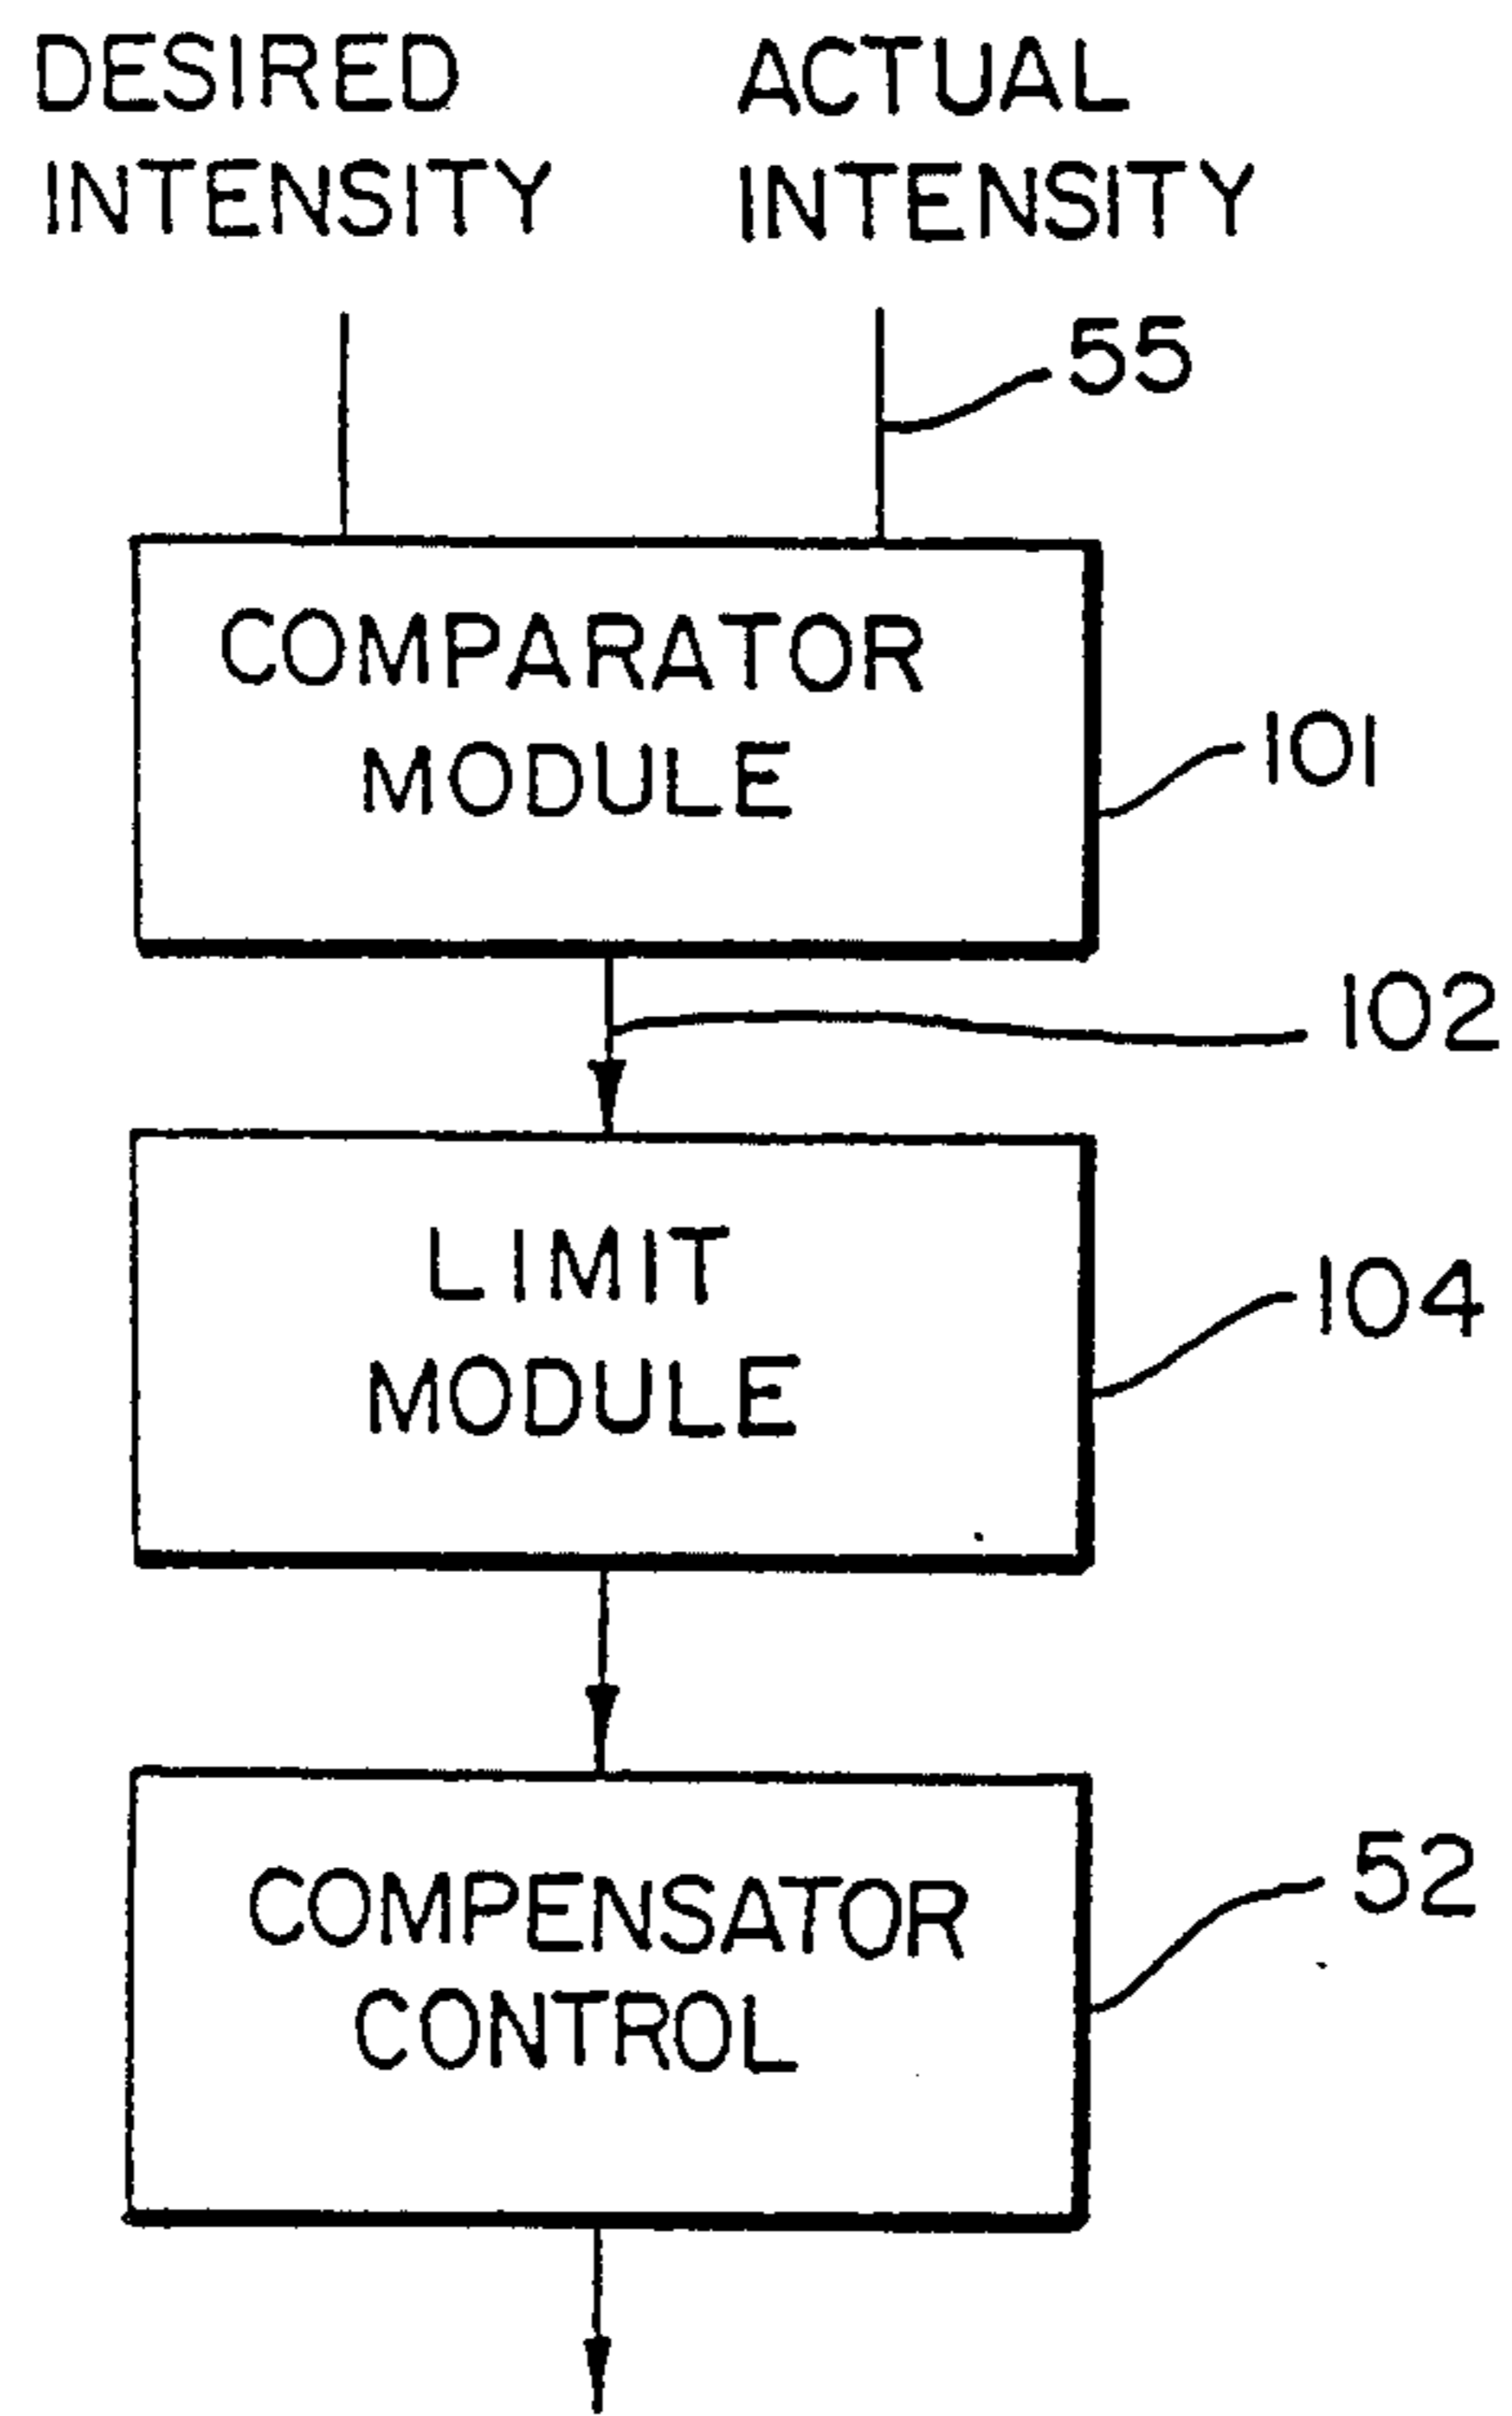 DESIRED
INTENSITY
ACTUAL
INTENSITY
55
COMPARATOR
MODULE
101
102
LIMIT
MODULE
104
COMPENSATOR
CONTROL
52